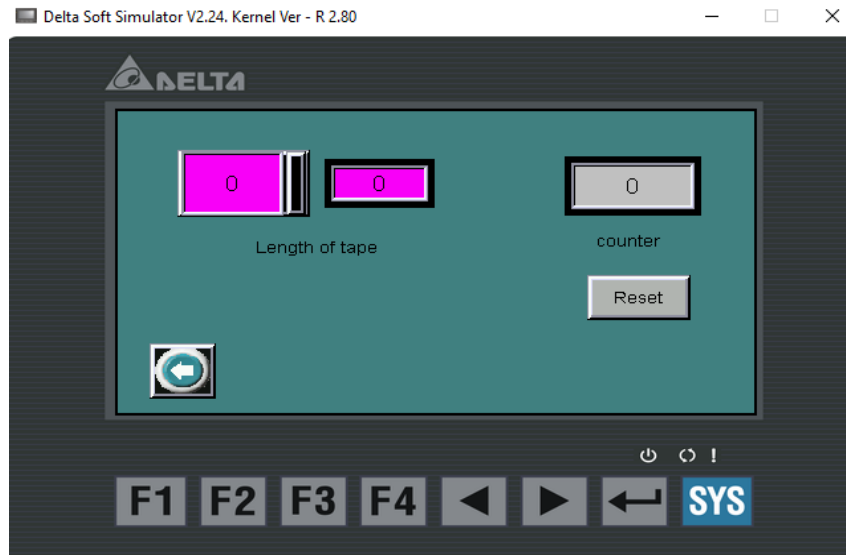 Delta Soft Simulator V2.24. Kernel Ver - R 2.80
DELTA
0 0 0
Length of tape counter
Reset
F1 F2 F3 F4 SYS